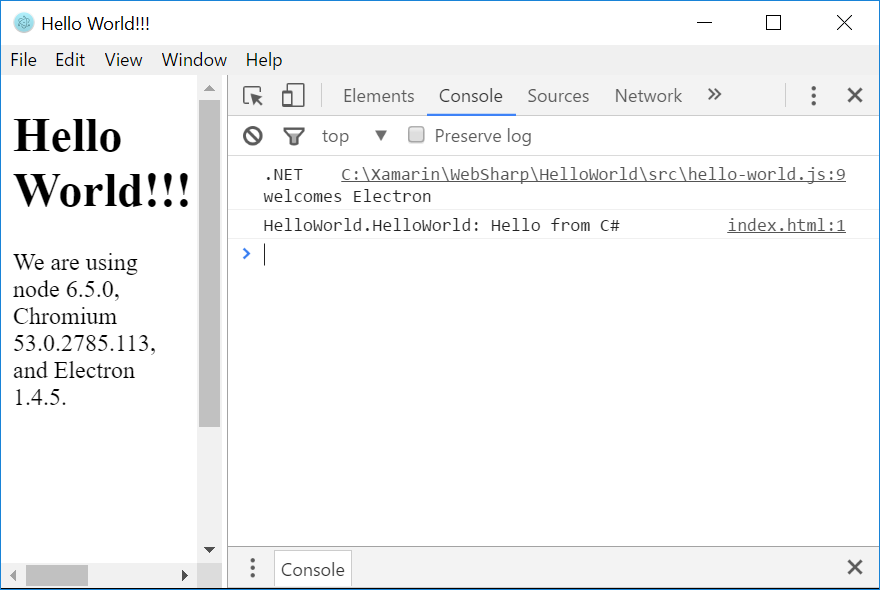 Hello World!!!
File Edit View Window Help
Hello
World!!!
We are using
node 6.5.0,
Chromium
53.0.2785.113,
and Electron
1.4.5.
Elements Console Sources Network
top Preserve log
.NET C:\Xamarin\WebSharp\HelloWorld\src\hello-world.js:9
welcomes Electron
HelloWorld.HelloWorld: Hello from C# index.html:1
Console